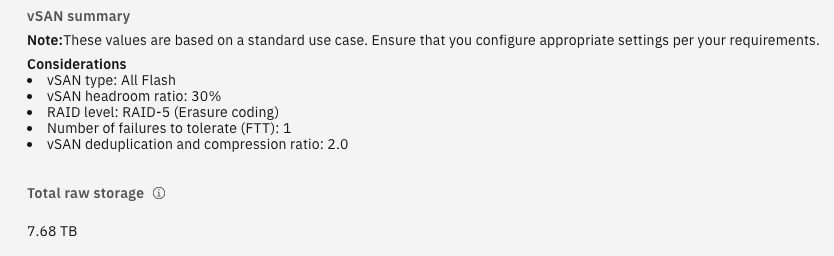 vSAN summary
Note:These values are based on a standard use case. Ensure that you configure appropriate settings per your requirements.
Considerations
• vSAN type: All Flash
• vSAN headroom ratio: 30%
• RAID level: RAID-5 (Erasure coding)
• Number of failures to tolerate (FTT): 1
• vSAN deduplication and compression ratio: 2.0
Total raw storage
7.68 TB